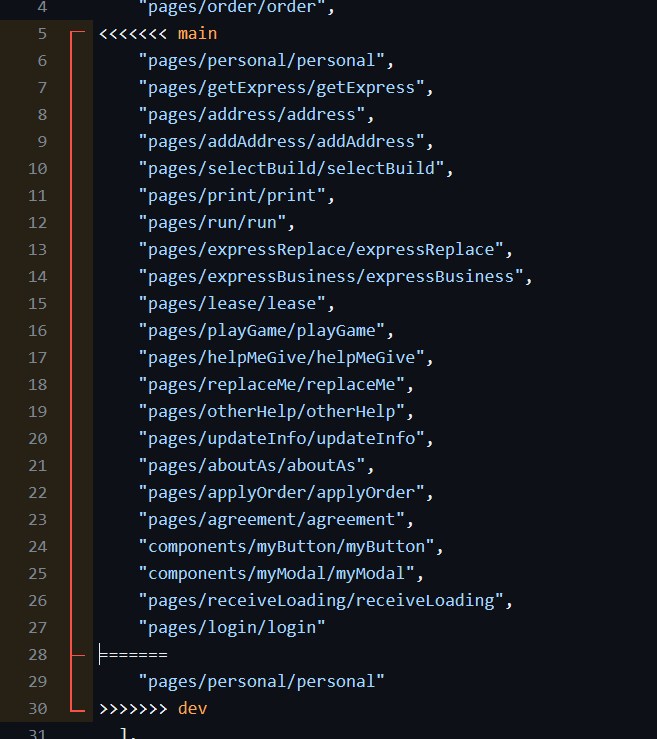 4 "pages/order/order",
5 <<<<<<< main
6 "pages/personal/personal",
7 "pages/getExpress/getExpress",
8 "pages/address/address",
9 "pages/addAddress/addAddress",
10 "pages/selectBuild/selectBuild",
11 "pages/print/print",
12 "pages/run/run",
13 "pages/expressReplace/expressReplace",
14 "pages/expressBusiness/expressBusiness",
15 "pages/lease/lease",
16 "pages/playGame/playGame",
17 "pages/helpMeGive/helpMeGive",
18 "pages/replaceMe/replaceMe",
19 "pages/otherHelp/otherHelp",
20 "pages/updateInfo/updateInfo",
21 "pages/aboutAs/aboutAs",
22 "pages/applyOrder/applyOrder",
23 "pages/agreement/agreement",
24 "components/myButton/myButton",
25 "components/myModal/myModal",
26 "pages/receiveLoading/receiveLoading",
27 "pages/login/login"
28 =======
29 "pages/personal/personal"
30 >>>>>>> dev
31 ],